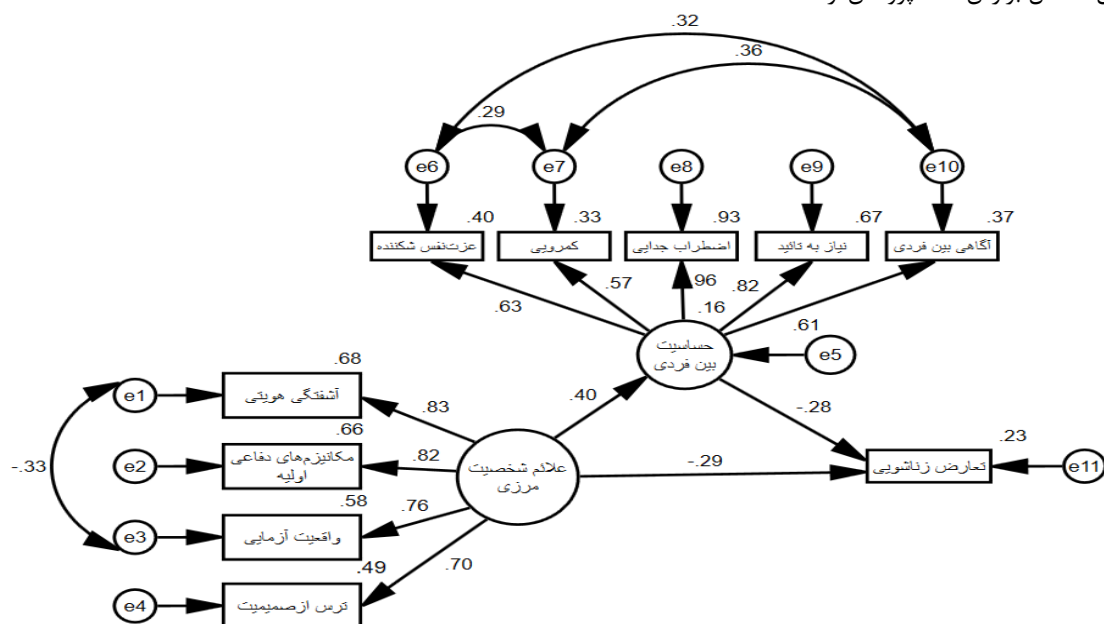 .32
.36
.29
e6
e7
e8
e9
e10
.40
.33
.93
.67
.37
عزت‌نفس شکننده
کمرویی
اضطراب جدایی
نیاز به تائید
آگاهی بین فردی
.63
.57
.96
.82
.61
.16
حساسیت
بین فردی
e5
.68
e1
آشفتگی هویتی
.83
.40
-.28
.66
-.33
e2
مکانیزم‌های دفاعی
اولیه
.82
علائم شخصیت
مرزی
-.29
.23
تعارض زناشویی
e11
.58
e3
واقعیت آزمایی
.76
.49
.70
e4
ترس ازصمیمیت